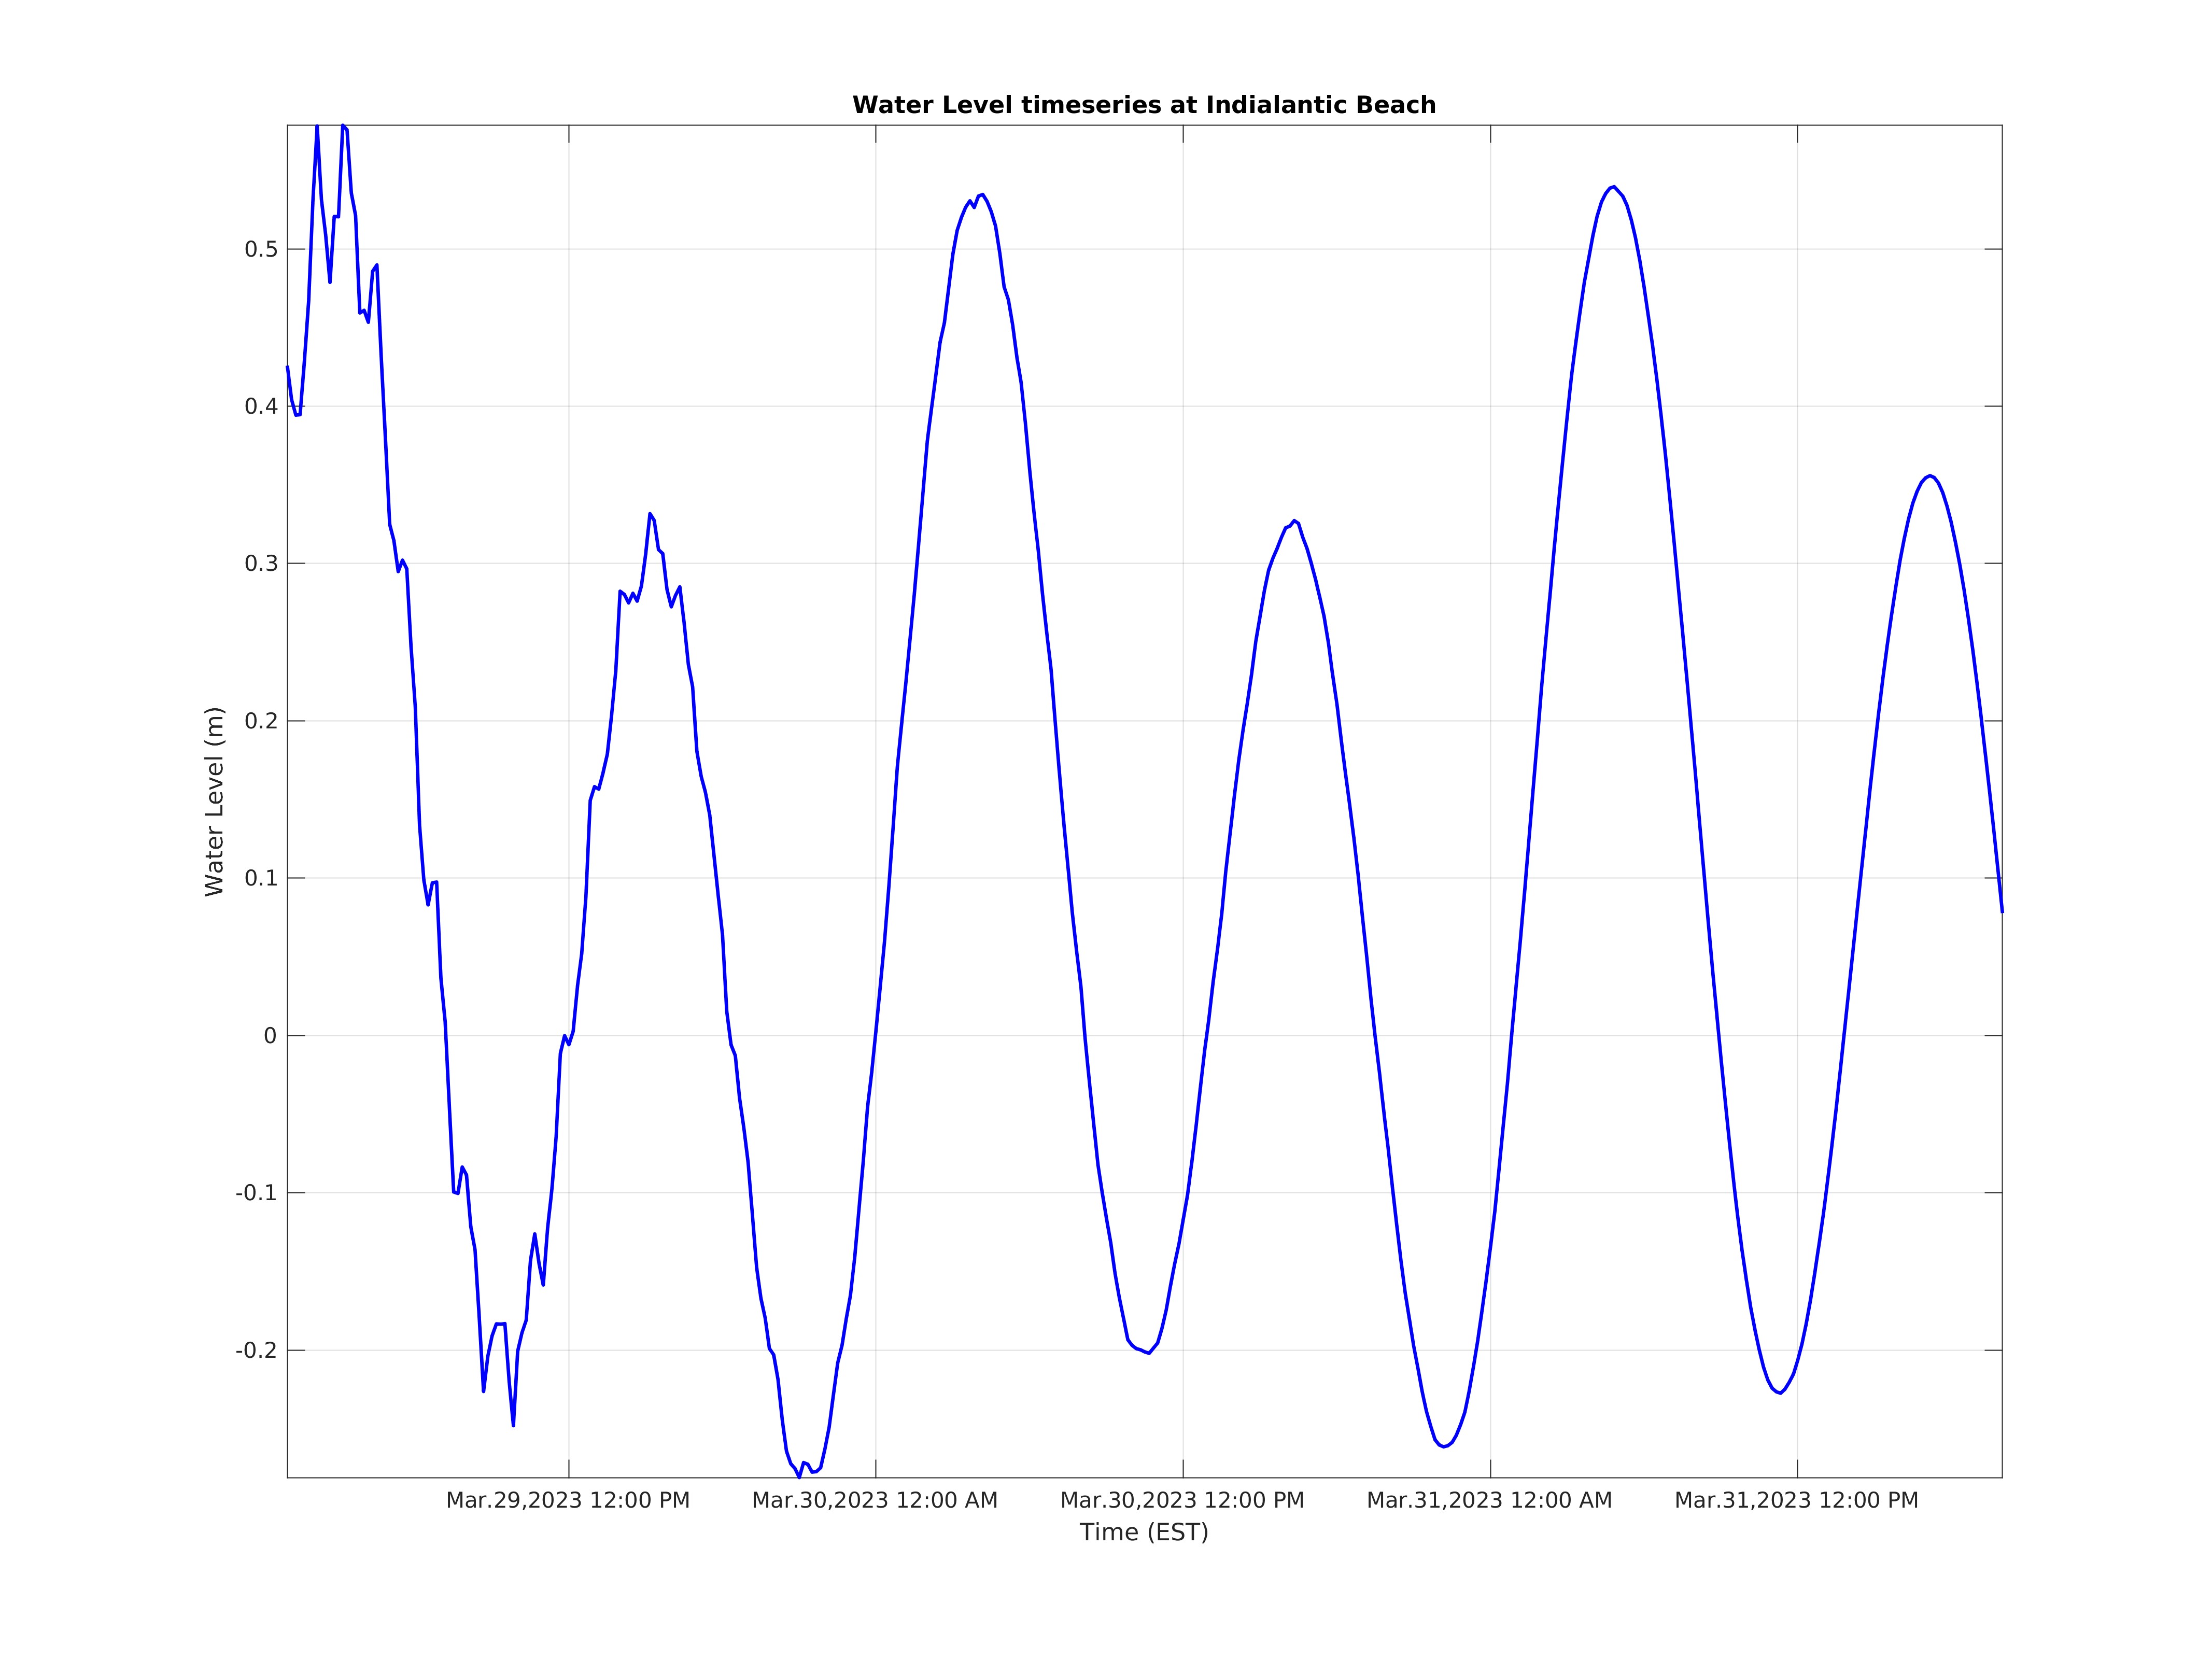 Water Level timeseries at Indialantic Beach
0.5
0.4
0.3
0.2
0.1
0
-0.1
-0.2
Water Level (m)
Mar.29,2023 12:00 PM
Mar.30,2023 12:00 AM
Mar.30,2023 12:00 PM
Mar.31,2023 12:00 AM
Mar.31,2023 12:00 PM
Time (EST)